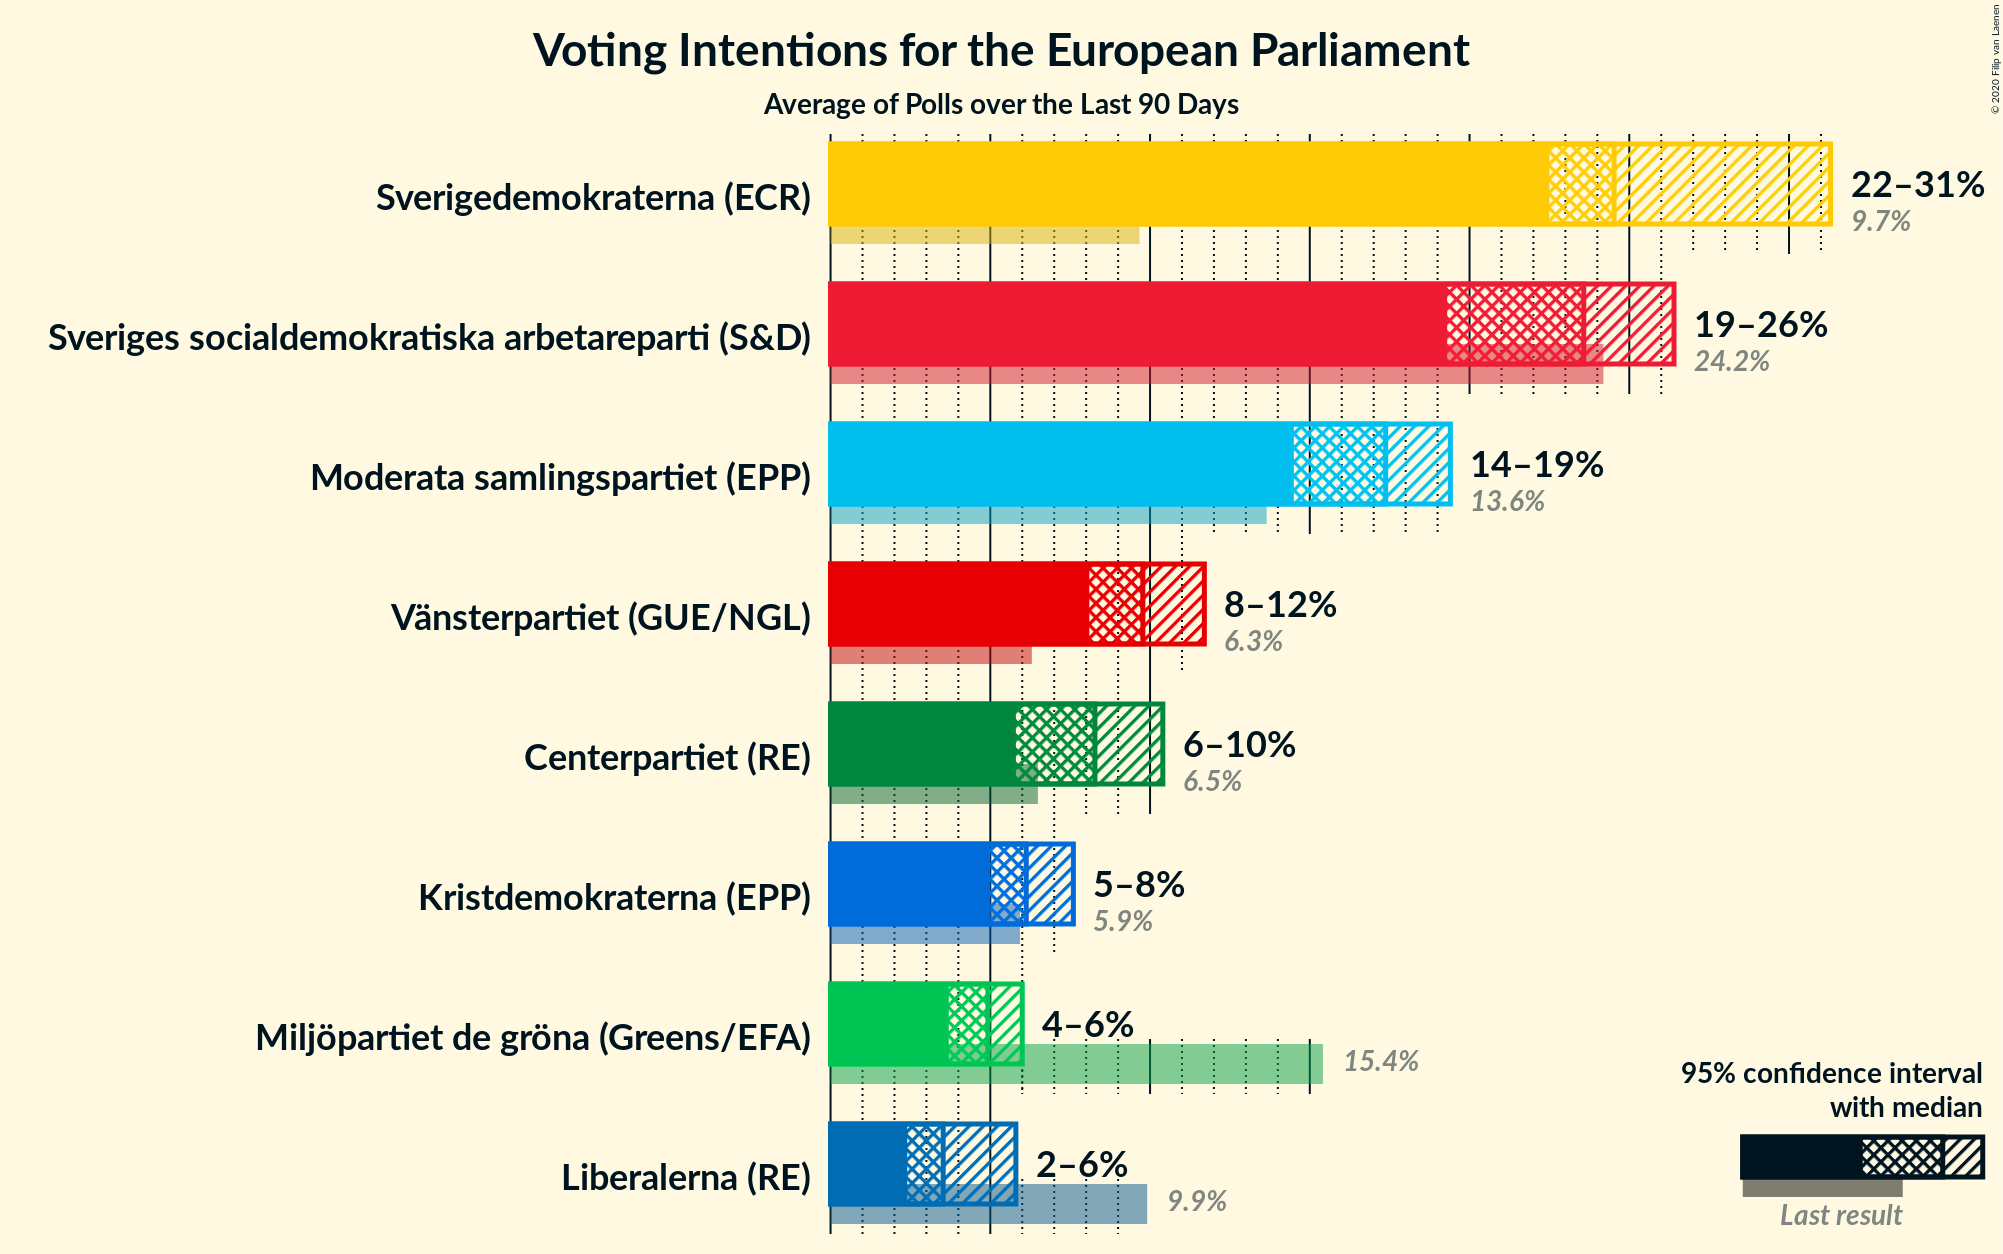 Voting Intentions for the European Parliament
Average of Polls over the Last 90 Days
© 2020 Filip van Laenen
Sverigedemokraterna (ECR)
22–31%
9.7%
Sveriges socialdemokratiska arbetareparti (S&D)
19–26%
24.2%
Moderata samlingspartiet (EPP)
14–19%
13.6%
Vänsterpartiet (GUE/NGL)
8–12%
6.3%
Centerpartiet (RE)
6–10%
6.5%
Kristdemokraterna (EPP)
5–8%
5.9%
Miljöpartiet de gröna (Greens/EFA)
4–6%
15.4%
Liberalerna (RE)
2–6%
9.9%
95% confidence interval
with median
Last result